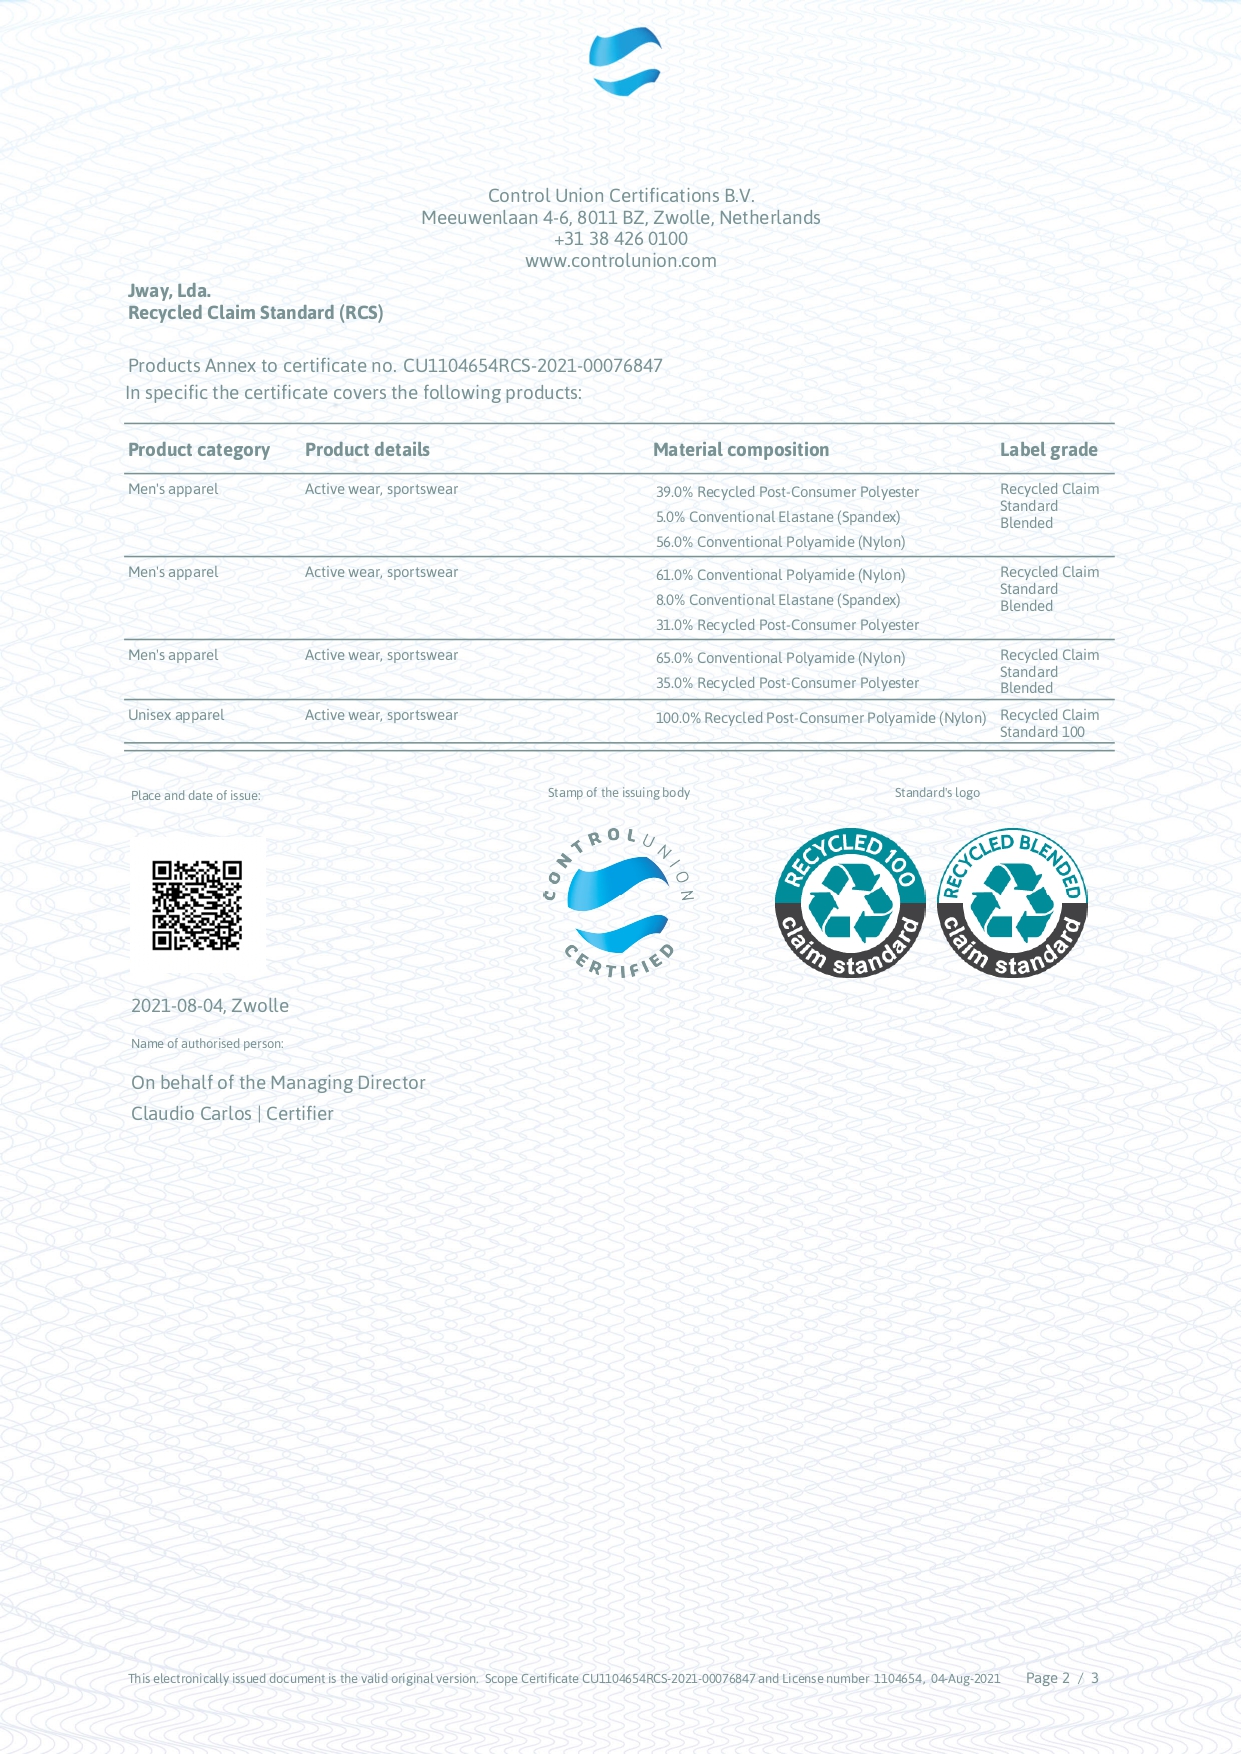 Control Union Certifications B.V.
Meeuwenlaan 4-6, 8011 BZ, Zwolle, Netherlands
+31 38 426 0100
www.controlunion.com
Jway, Lda.
Recycled Claim Standard (RCS)
Products Annex to certificate no. CU1104654RCS-2021-00076847
In specific the certificate covers the following products:
Product category Product details Material composition Label grade
Men's apparel Active wear, sportswear 39.0% Recycled Post-Consumer Polyester Recycled Claim
5.0% Conventional Elastane (Spandex) Standard
56.0% Conventional Polyamide (Nylon) Blended
Men's apparel Active wear, sportswear 61.0% Conventional Polyamide (Nylon) Recycled Claim
8.0% Conventional Elastane (Spandex) Standard
31.0% Recycled Post-Consumer Polyester Blended
Men's apparel Active wear, sportswear 65.0% Conventional Polyamide (Nylon) Recycled Claim
Standard
35.0% Recycled Post-Consumer Polyester Blended
Unisex apparel Active wear, sportswear 100.0% Recycled Post-Consumer Polyamide (Nylon) Recycled Claim
Standard 100
Place and date of issue: Stamp of the issuing body Standard's logo
CONTROLUNION
CERTIFIED
RECYCLED 100
claim standard
RECYCLED BLENDED
claim standard
2021-08-04, Zwolle
Name of authorised person:
On behalf of the Managing Director
Claudio Carlos | Certifier
This electronically issued document is the valid original version. Scope Certificate CU1104654RCS-2021-00076847 and License number 1104654, 04-Aug-2021 Page 2 / 3